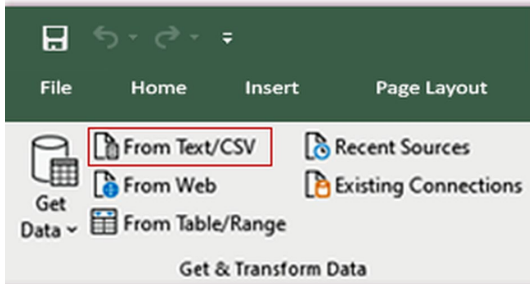 File Home Insert Page Layout
From Text/CSV Recent Sources
From Web Existing Connections
Get
Data From Table/Range
Get & Transform Data